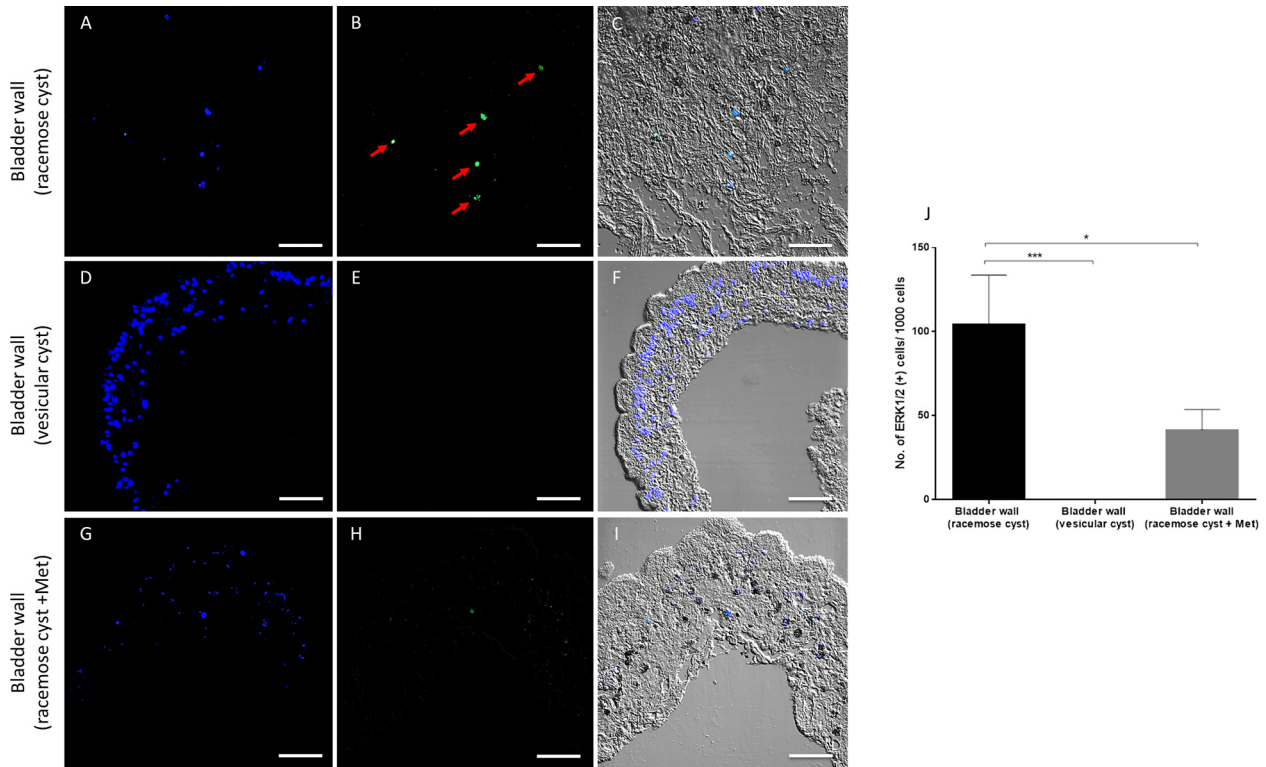 A
B
C
Bladder wall
(racemose cyst)
D
E
F
Bladder wall
(vesicular cyst)
G
H
I
Bladder wall
(racemose cyst +Met)
J
*
***
No. of ERK1/2 (+) cells/ 1000 cells
150
100
50
0
Bladder wall
(racemose cyst)
Bladder wall
(vesicular cyst)
Bladder wall
(racemose cyst + Met)